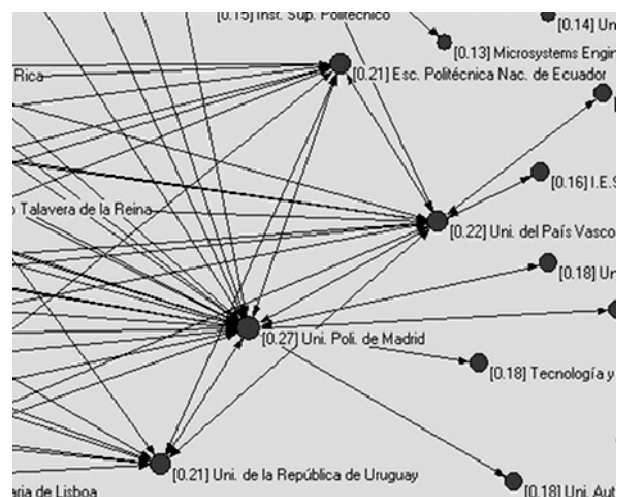 [0.15] Inst. Sup. Politécnico
[0.14] Un
[0.13] Microsystems Engin
Rica
[0.21] Esc. Politécnica Nac. de Ecuador
[0.16] I.E.S
Talavera de la Reina
[0.22] Uni. del País Vasco
[0.18] Un
[0.27] Uni. Poli. de Madrid
[0.18] Tecnología y
[0.21] Uni. de la República de Uruguay
aria de Lisboa
[0.18] Uni. Aut